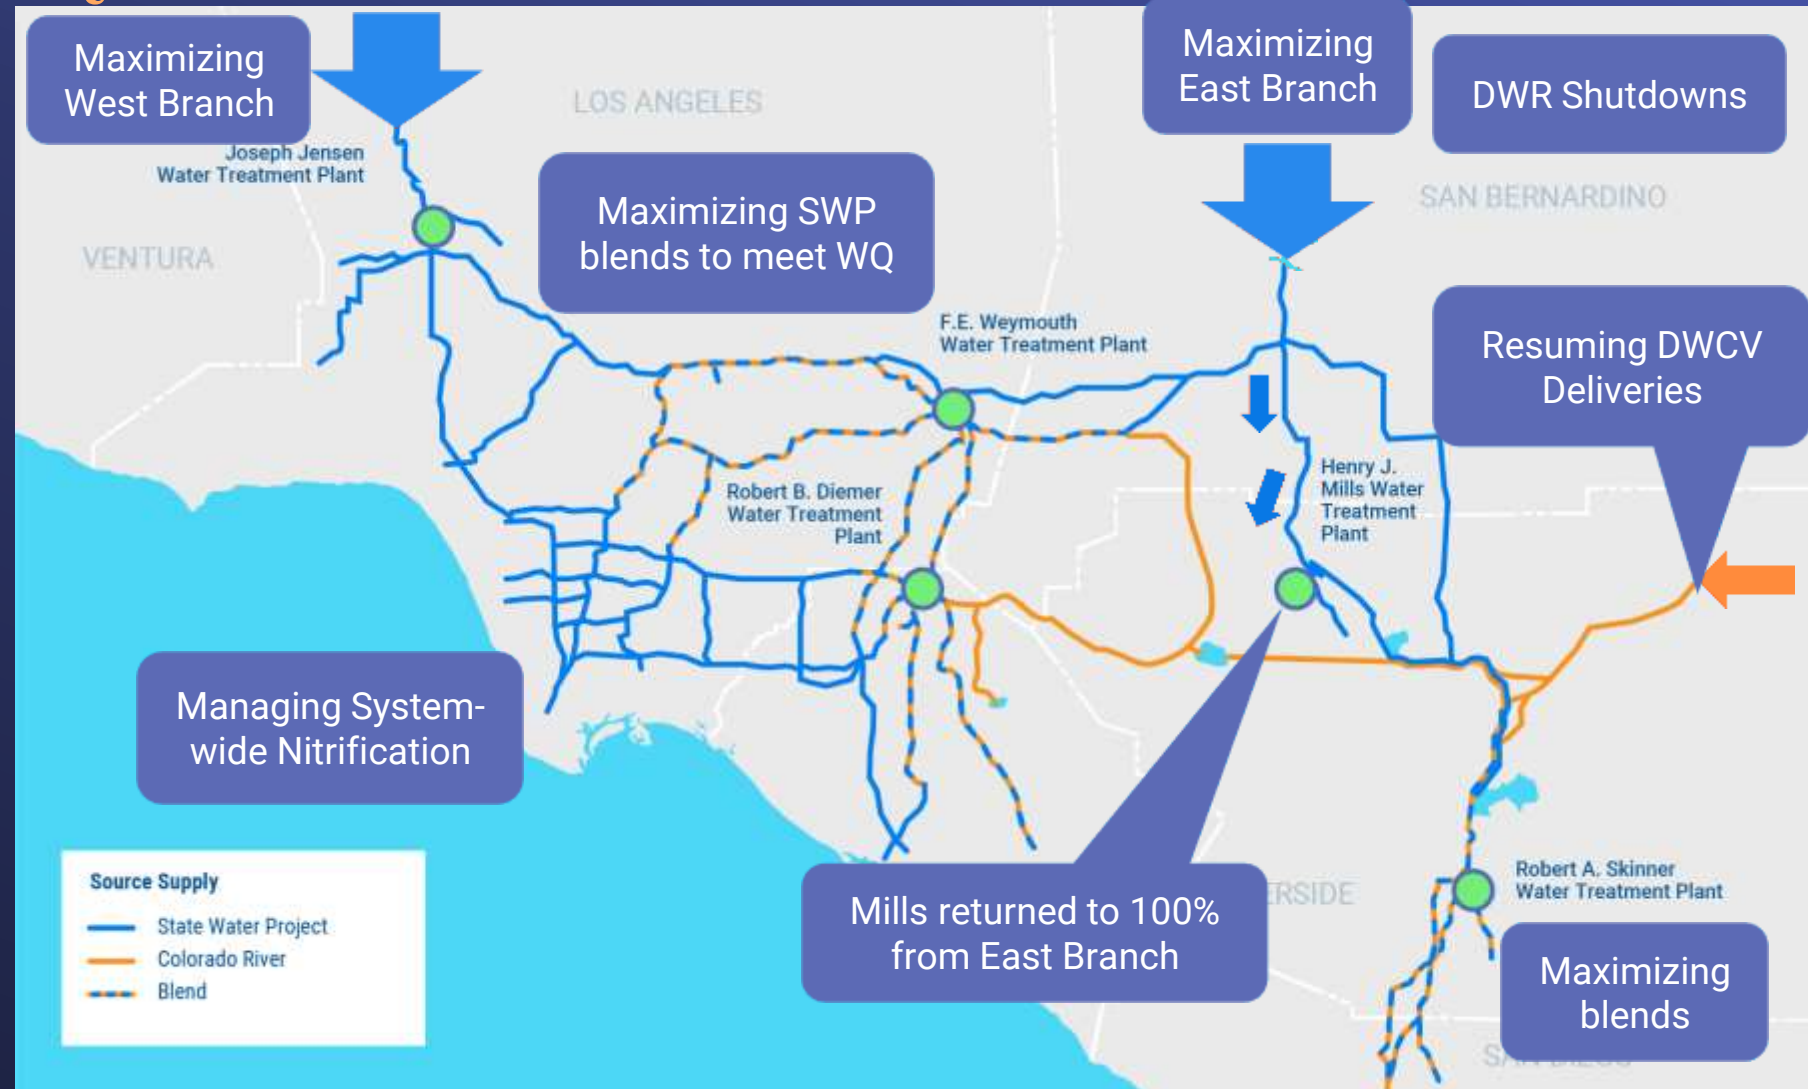 Maximizing
West Branch
LOS ANGELES
Maximizing
East Branch
DWR Shutdowns
Joseph Jensen
Water Treatment Plant
Maximizing SWP
blends to meet WQ
SAN BERNARDINO
VENTURA
F.E. Weymouth
Water Treatment Plant
Resuming DWCV
Deliveries
Henry J.
Mills Water
Treatment
Plant
Robert B. Diemer
Water Treatment
Plant
Managing System-
wide Nitrification
Source Supply
State Water Project
Colorado River
Blend
Mills returned to 100%
from East Branch
ERSIDE
Robert A. Skinner
Water Treatment Plant
Maximizing
blends